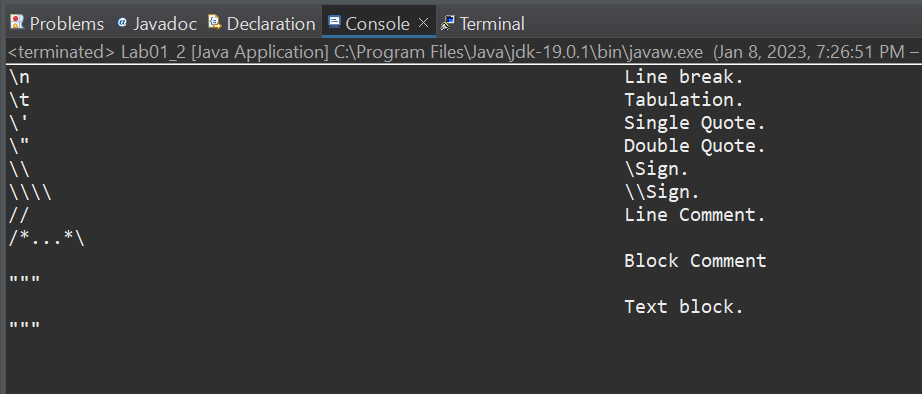 Problems @ Javadoc Declaration Console × Terminal
<terminated> Lab01_2 [Java Application] C:\Program Files\Java\jdk-19.0.1\bin\javaw.exe (Jan 8, 2023, 7:26:51 PM –
\n Line break.
\t Tabulation.
\' Single Quote.
\" Double Quote.
\\ \Sign.
\\\\ \\Sign.
// Line Comment.
/*...*\
Block Comment
"""
Text block.
"""